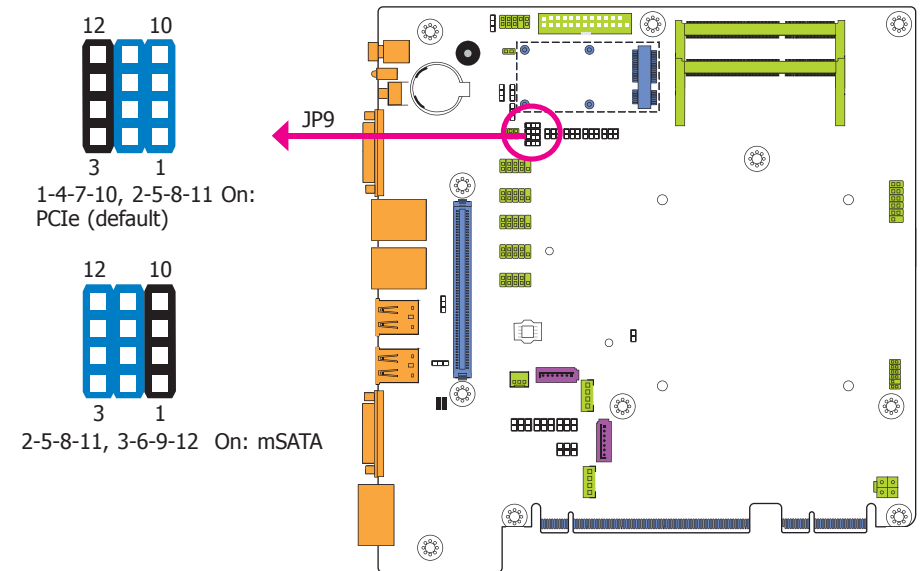 12 10
JP9
3 1
1-4-7-10, 2-5-8-11 On:
PCIe (default)
12 10
3 1
2-5-8-11, 3-6-9-12 On: mSATA